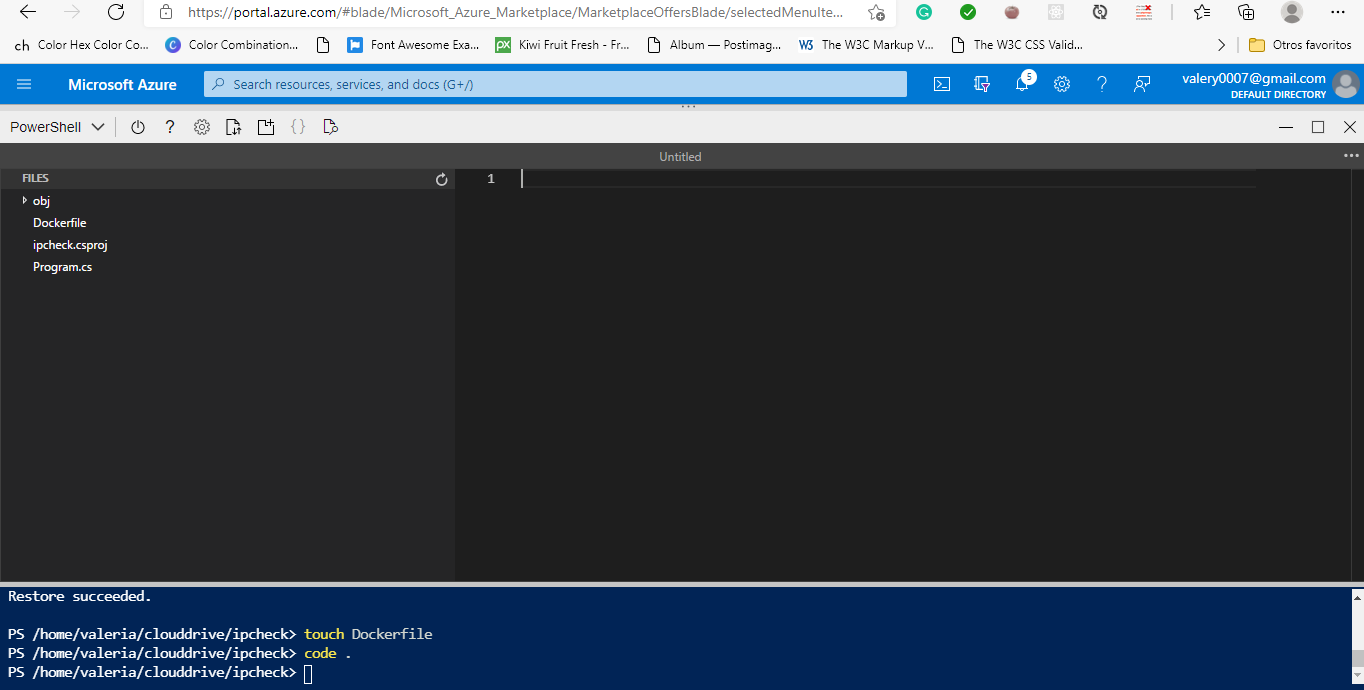 https://portal.azure.com/#blade/Microsoft_Azure_Marketplace/MarketplaceOffersBlade/selectedMenuIte...
ch Color Hex Color Co... C Color Combination... Font Awesome Exa... px Kiwi Fruit Fresh - Fr... Album — Postimag... W3 The W3C Markup V... The W3C CSS Valid... Otros favoritos
Microsoft Azure Search resources, services, and docs (G+/) 5 valery0007@gmail.com
DEFAULT DIRECTORY
PowerShell ? { }
Untitled
FILES 1
obj
Dockerfile
ipcheck.csproj
Program.cs
Restore succeeded.
PS /home/valeria/clouddrive/ipcheck> touch Dockerfile
PS /home/valeria/clouddrive/ipcheck> code .
PS /home/valeria/clouddrive/ipcheck>